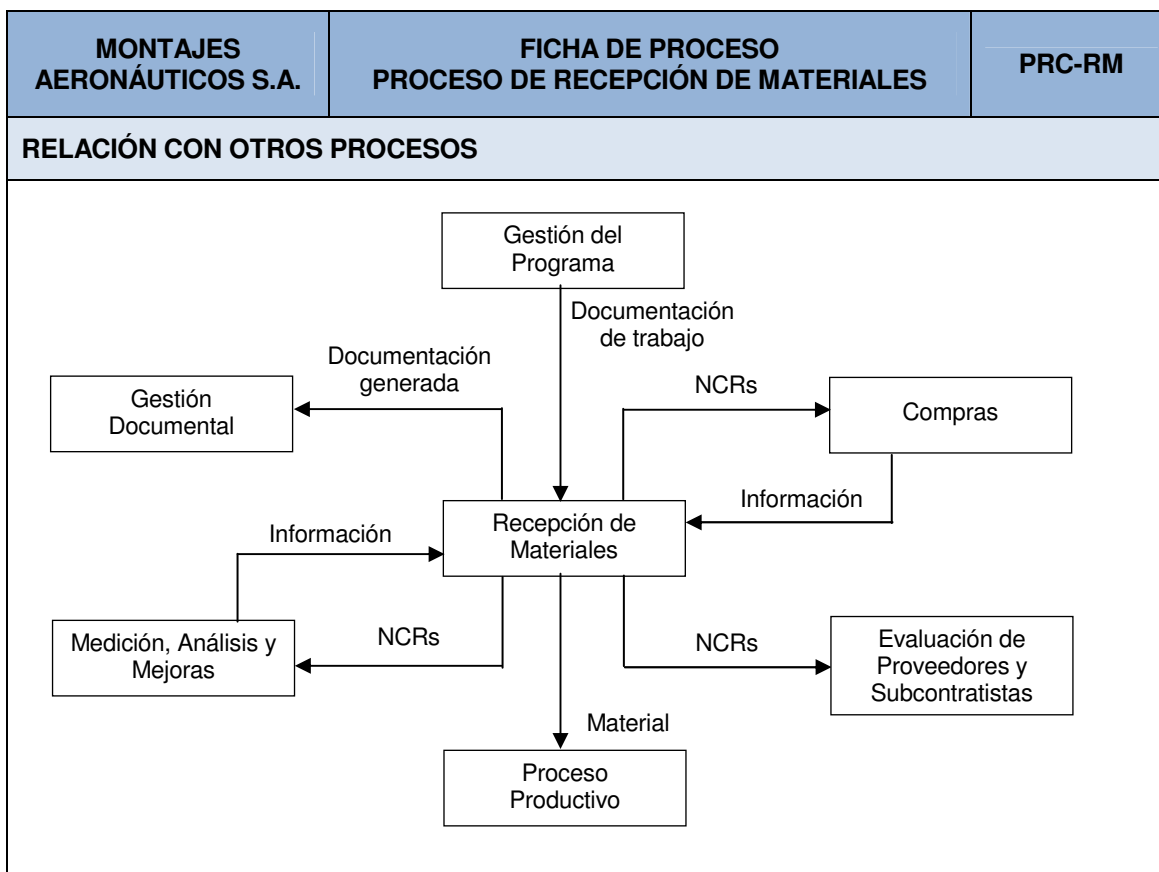 MONTAJES
AERONÁUTICOS S.A.
FICHA DE PROCESO
PROCESO DE RECEPCIÓN DE MATERIALES
PRC-RM
RELACIÓN CON OTROS PROCESOS
Gestión del
Programa
Documentación
de trabajo
Documentación
generada
NCRs
Gestión
Documental
Compras
Información
Recepción de
Materiales
Información
Medición, Análisis y
Mejoras
NCRs
NCRs
Evaluación de
Proveedores y
Subcontratistas
Material
Proceso
Productivo